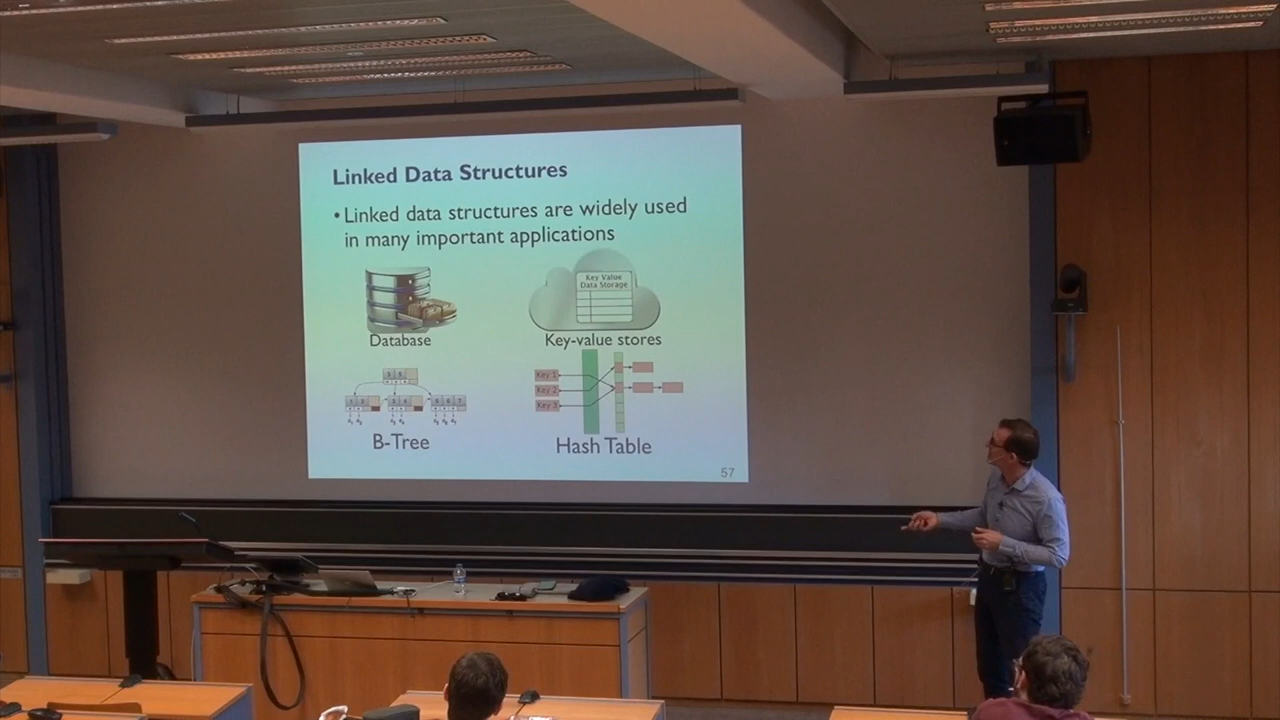 Linked Data Structures
• Linked data structures are widely used
in many important applications
Key Value
Data Storage
Database
Key-value stores
Key 1
Key 2
Key 3
B-Tree
Hash Table
57